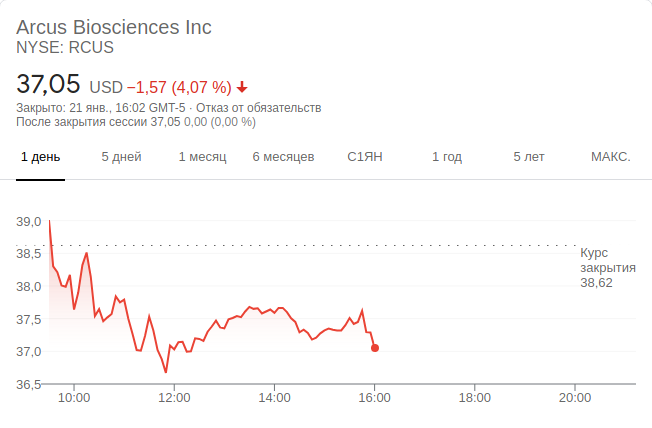 Arcus Biosciences Inc
NYSE: RCUS
37,05 USD −1,57 (4,07 %)
Закрыто: 21 янв., 16:02 GMT-5 · Отказ от обязательств
После закрытия сессии 37,05 0,00 (0,00 %)
1 день 5 дней 1 месяц 6 месяцев С1ЯН 1 год 5 лет МАКС.
39,0
38,5
38,0
37,5
37,0
36,5
Курс
закрытия
38,62
10:00 12:00 14:00 16:00 18:00 20:00